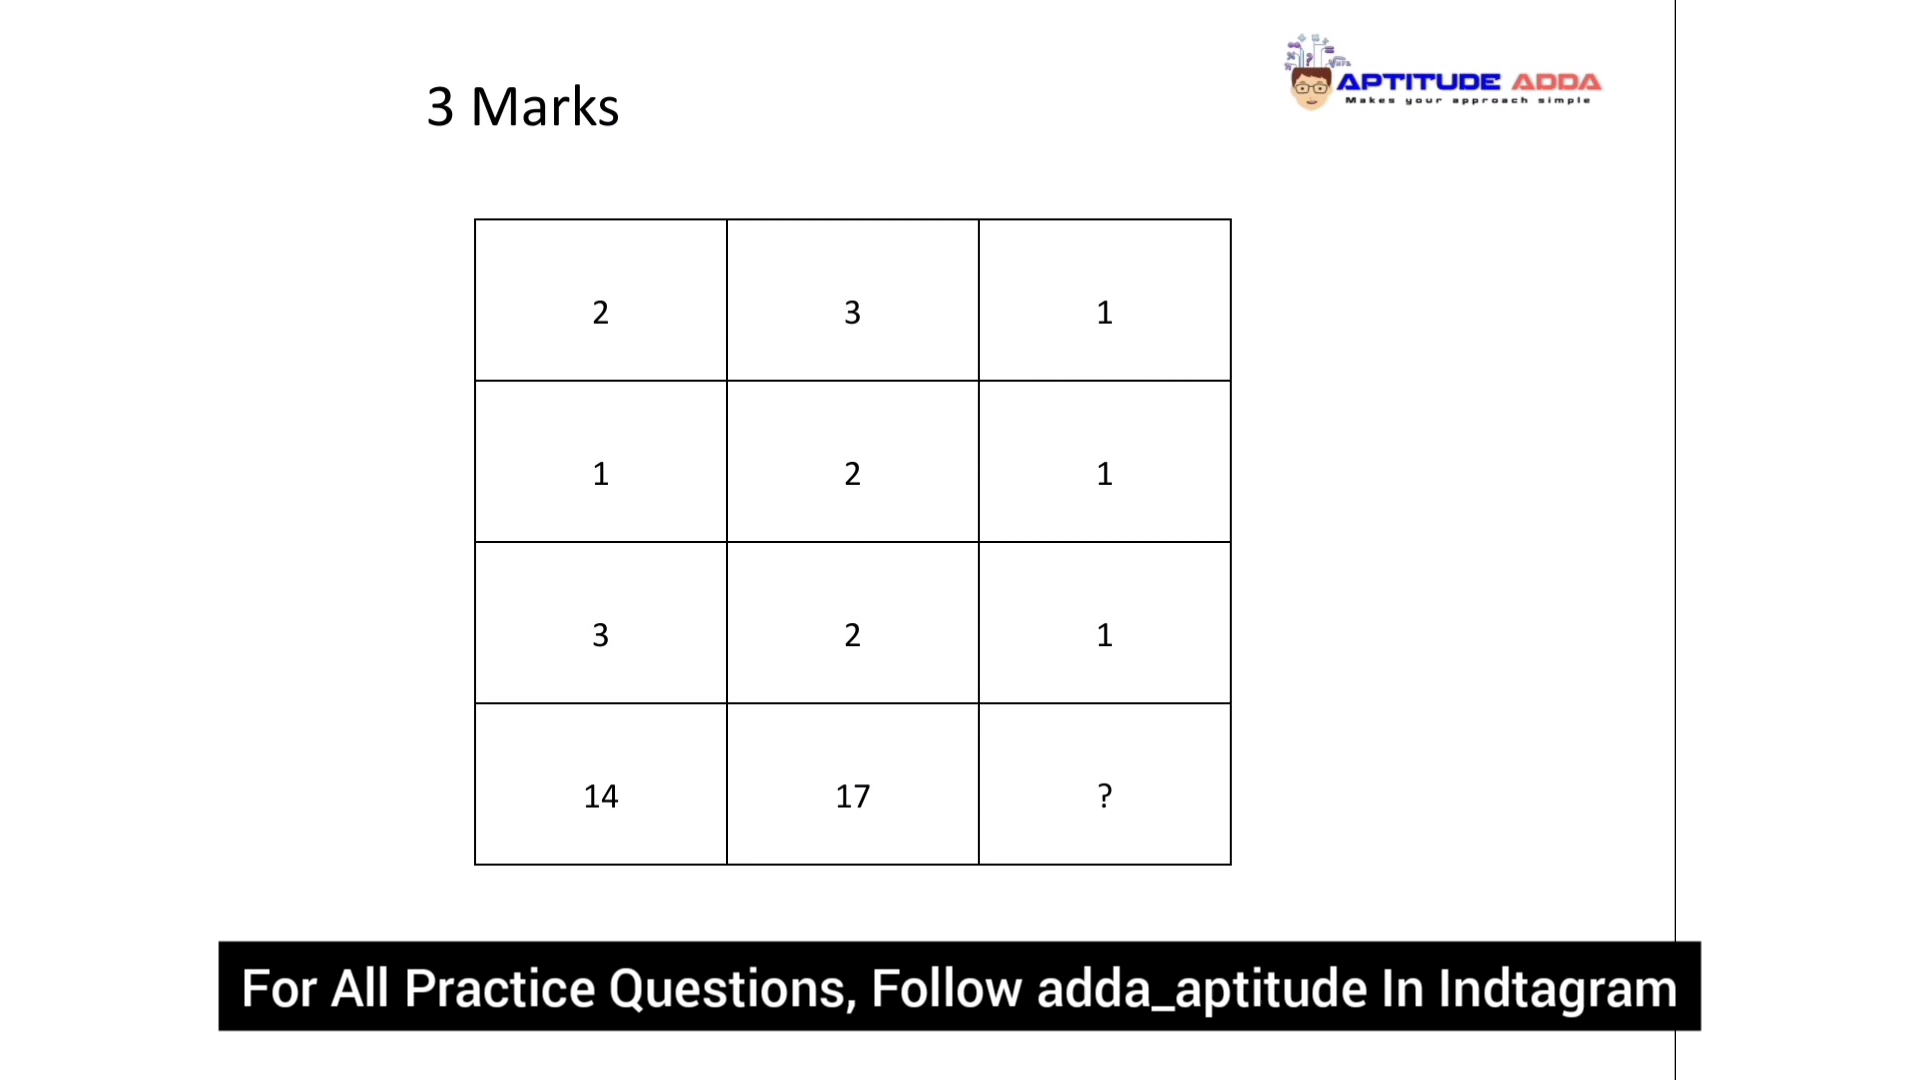 3 Marks
APTITUDE ADDA
Makes your approach simple
2 3 1
1 2 1
3 2 1
14 17 ?
For All Practice Questions, Follow adda_aptitude In Indtagram